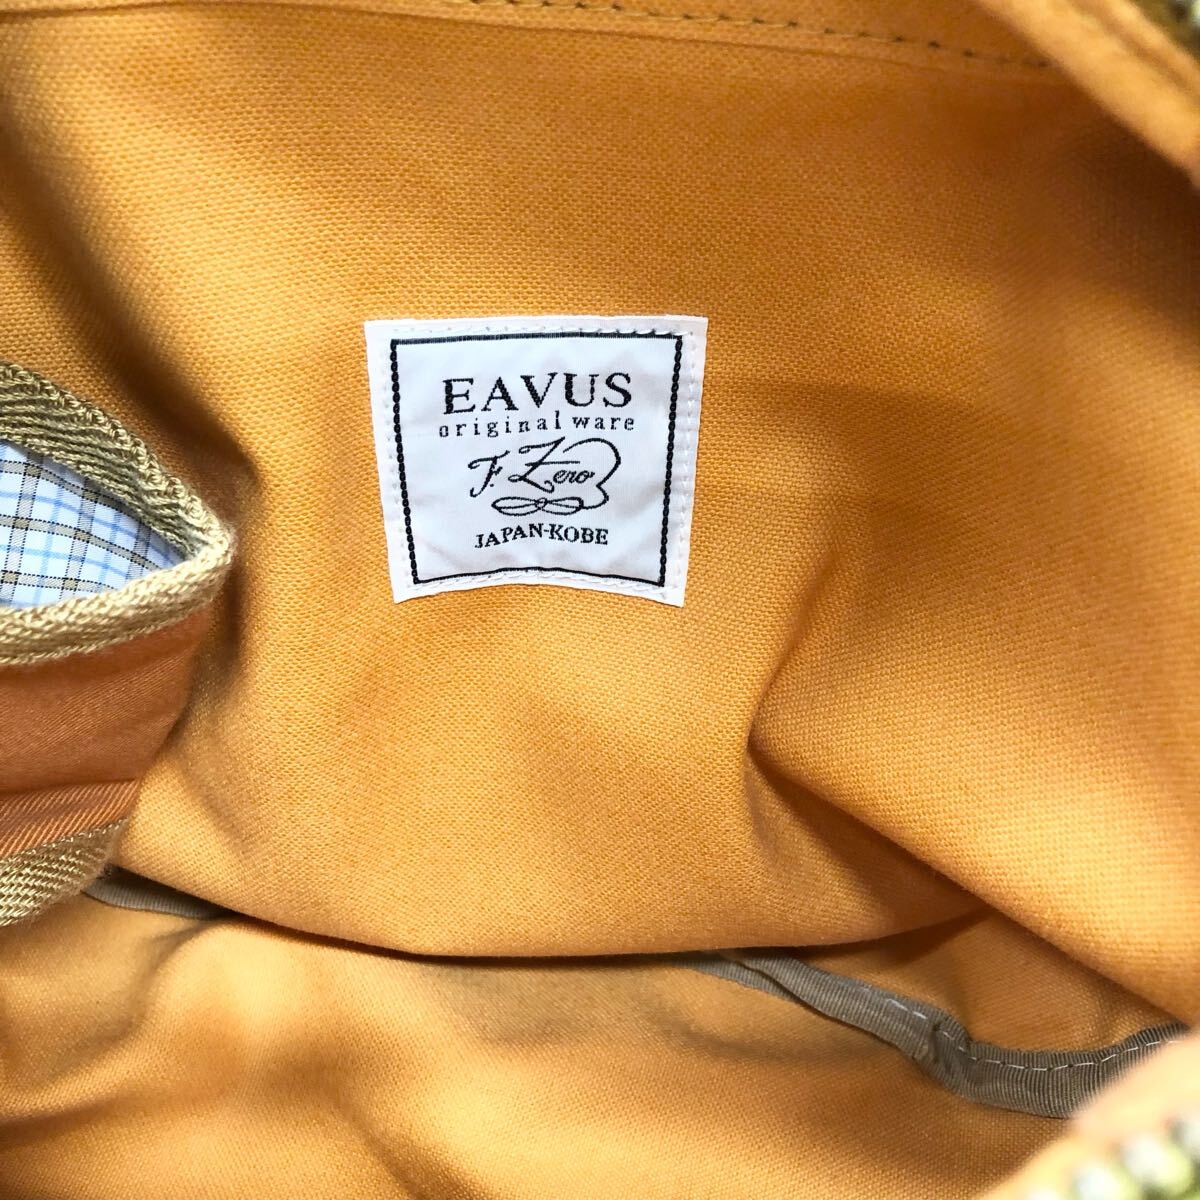 EAVUS
original ware
F. Zero
JAPAN-KOBE